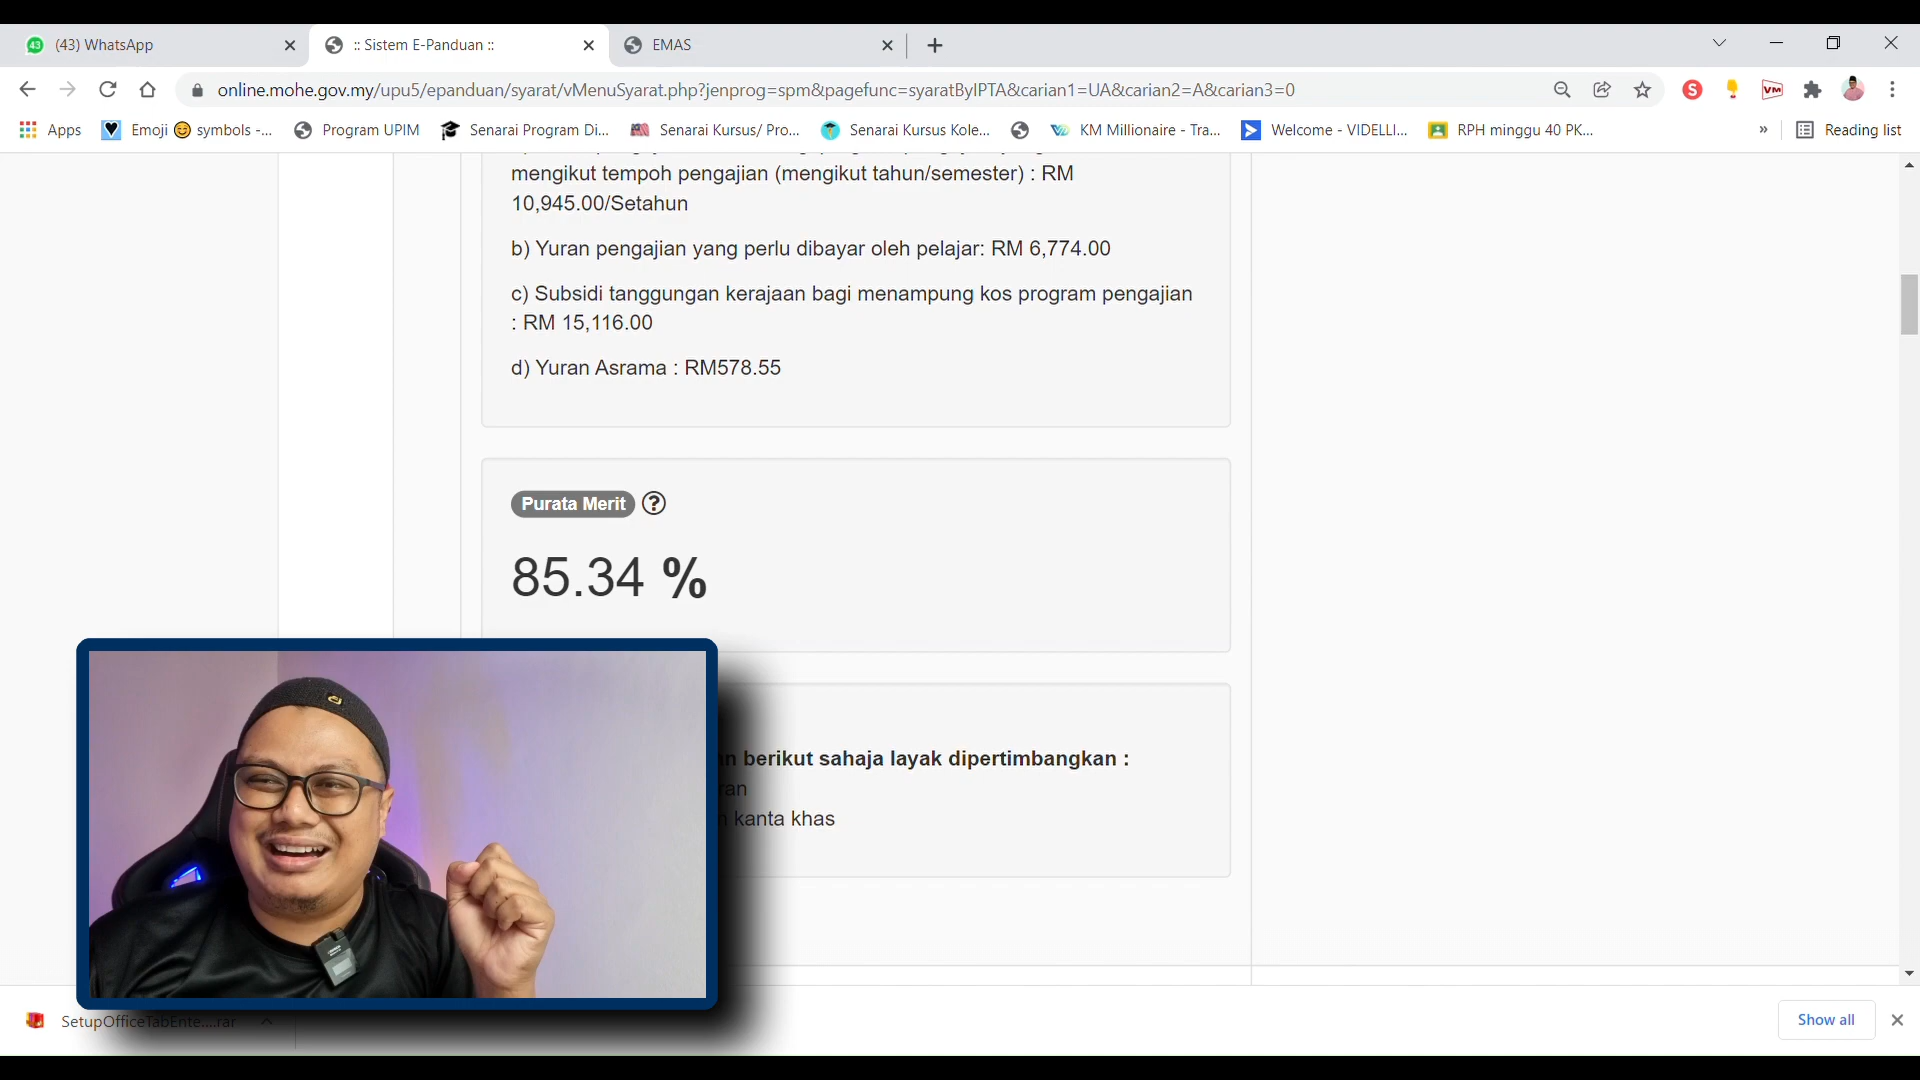 (43) WhatsApp
:: Sistem E-Panduan ::
EMAS
online.mohe.gov.my/upu5/epanduan/syarat/vMenuSyarat.php?jenprog=spm&pagefunc=syaratByIPTA&carian1=UA&carian2=A&carian3=0
Apps
Emoji 😊 symbols -...
Program UPIM
Senarai Program Di...
Senarai Kursus/ Pro...
Senarai Kursus Kole...
KM Millionaire - Tra...
Welcome - VIDELLI...
RPH minggu 40 PK...
»
Reading list
mengikut tempoh pengajian (mengikut tahun/semester) : RM
10,945.00/Setahun
b) Yuran pengajian yang perlu dibayar oleh pelajar: RM 6,774.00
c) Subsidi tanggungan kerajaan bagi menampung kos program pengajian
: RM 15,116.00
d) Yuran Asrama : RM578.55
Purata Merit ?
85.34 %
berikut sahaja layak dipertimbangkan :
kanta khas
SetupOfficeTabEnte....rar
Show all